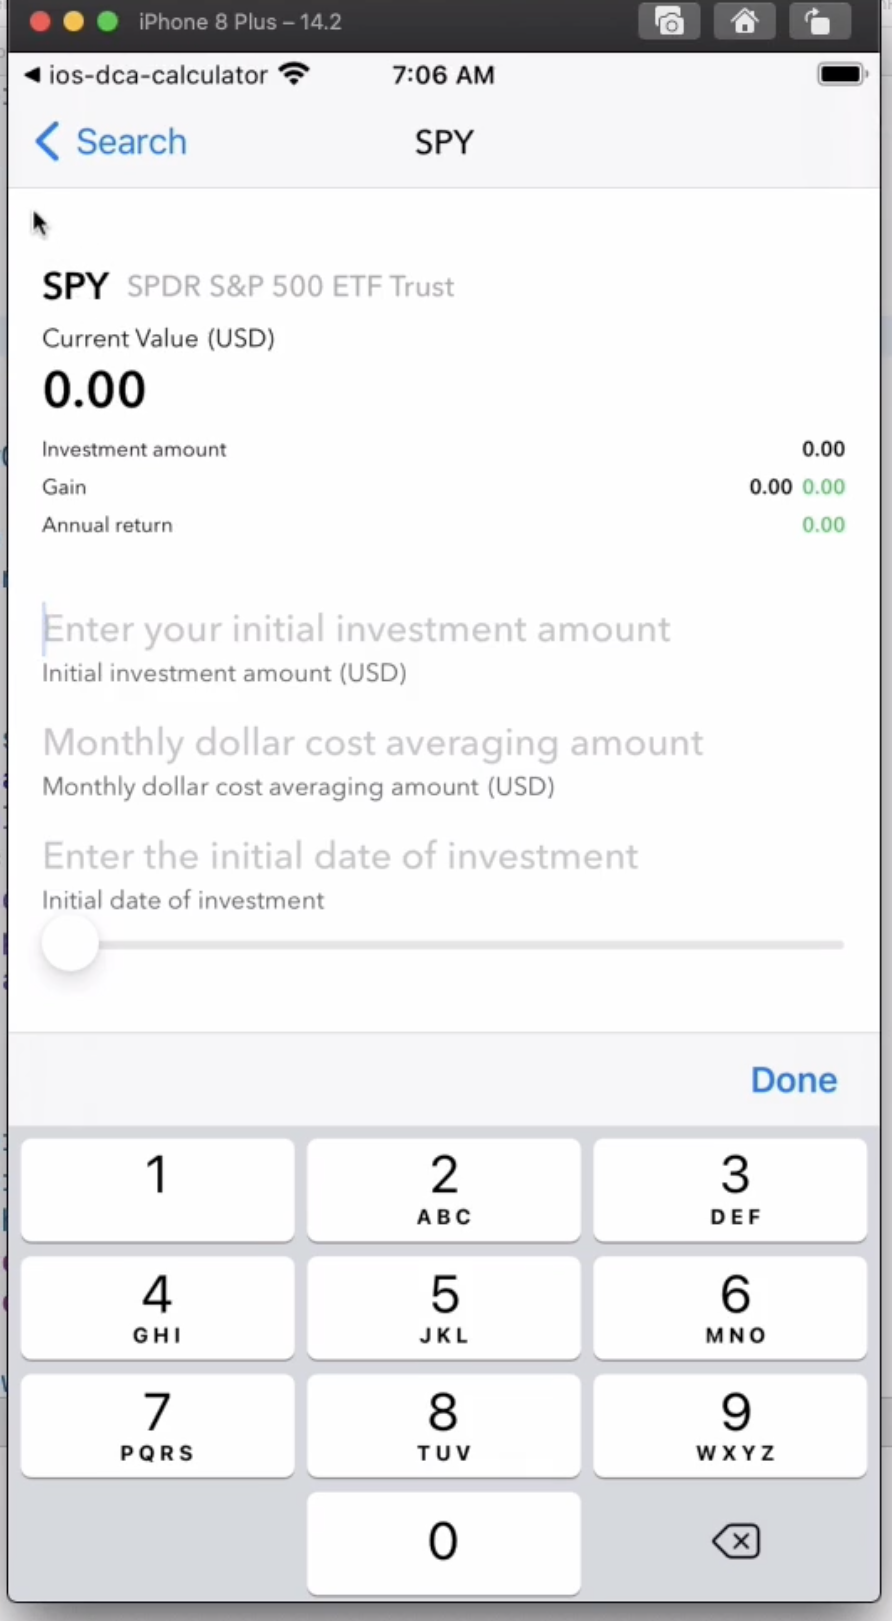 iPhone 8 Plus – 14.2
ios-dca-calculator 7:06 AM
Search SPY
SPY SPDR S&P 500 ETF Trust
Current Value (USD)
0.00
Investment amount 0.00
Gain 0.00 0.00
Annual return 0.00
Enter your initial investment amount
Initial investment amount (USD)
Monthly dollar cost averaging amount
Monthly dollar cost averaging amount (USD)
Enter the initial date of investment
Initial date of investment
Done
1 2 3
ABC DEF
4 5 6
GHI JKL MNO
7 8 9
PQRS TUV WXYZ
0